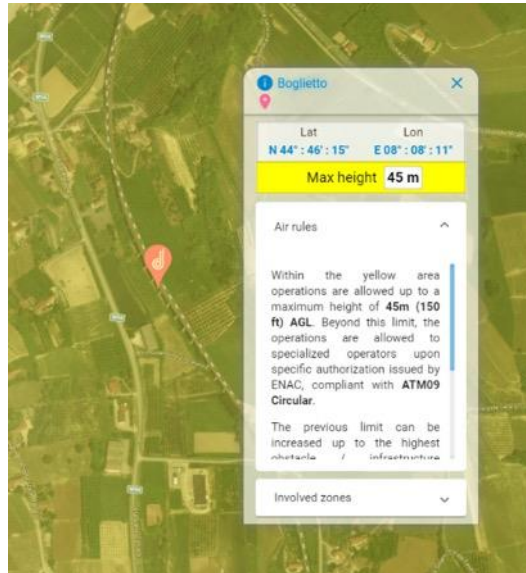 Boglietto
Lat Lon
N 44° : 46' : 15" E 08° : 08' : 11"
Max height 45 m
Air rules
Within the yellow area
operations are allowed up to a
maximum height of 45m (150
ft) AGL. Beyond this limit, the
operations are allowed to
specialized operators upon
specific authorization issued by
ENAC, compliant with ATM09
Circular.
The previous limit can be
increased up to the highest
obstacle / infrastructure
Involved zones